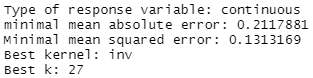 Type of response variable: continuous
minimal mean absolute error: 0.2117881
Minimal mean squared error: 0.1313169
Best kernel: inv
Best k: 27